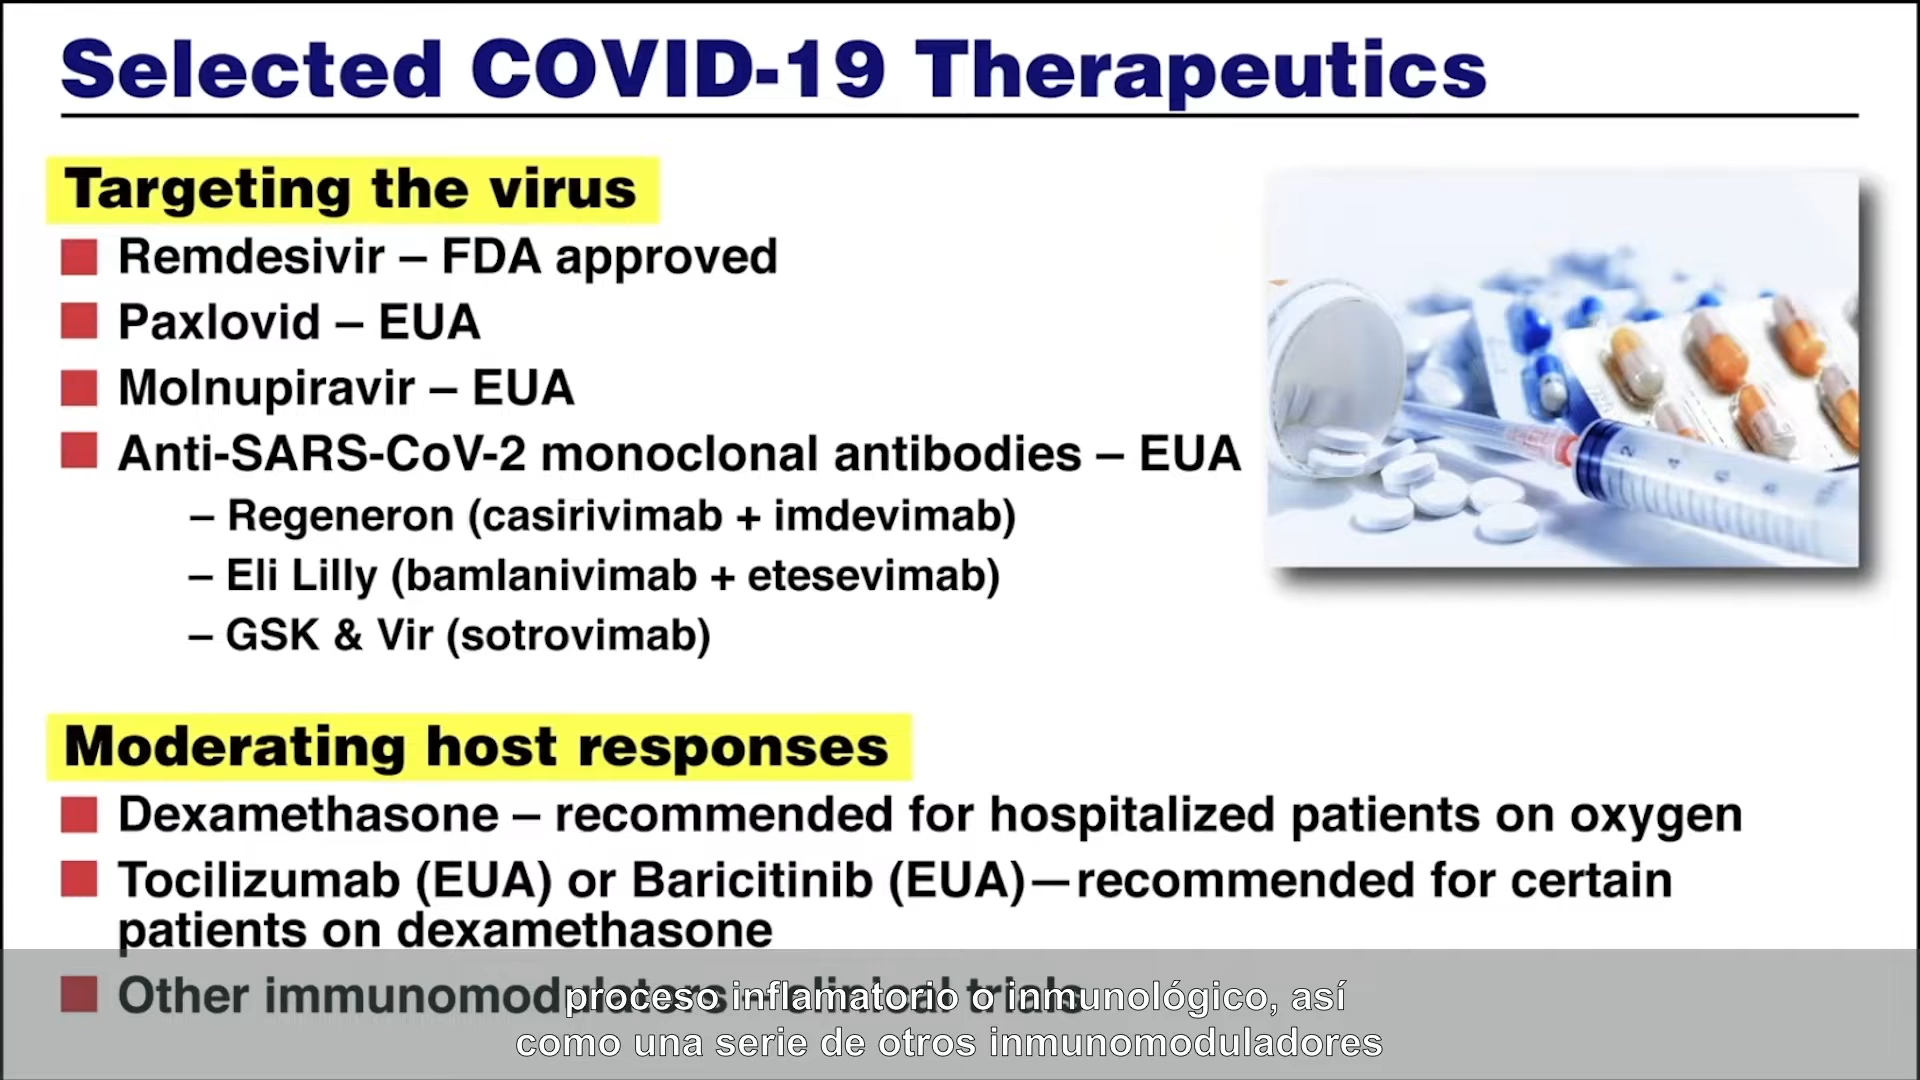 Selected COVID-19 Therapeutics
Targeting the virus
Remdesivir – FDA approved
Paxlovid – EUA
Molnupiravir – EUA
Anti-SARS-CoV-2 monoclonal antibodies – EUA
– Regeneron (casirivimab + imdevimab)
– Eli Lilly (bamlanivimab + etesevimab)
– GSK & Vir (sotrovimab)
Moderating host responses
Dexamethasone – recommended for hospitalized patients on oxygen
Tocilizumab (EUA) or Baricitinib (EUA)—recommended for certain
patients on dexamethasone
Other immunomodulators – clinical trials
proceso inflamatorio o inmunológico, así
como una serie de otros inmunomoduladores